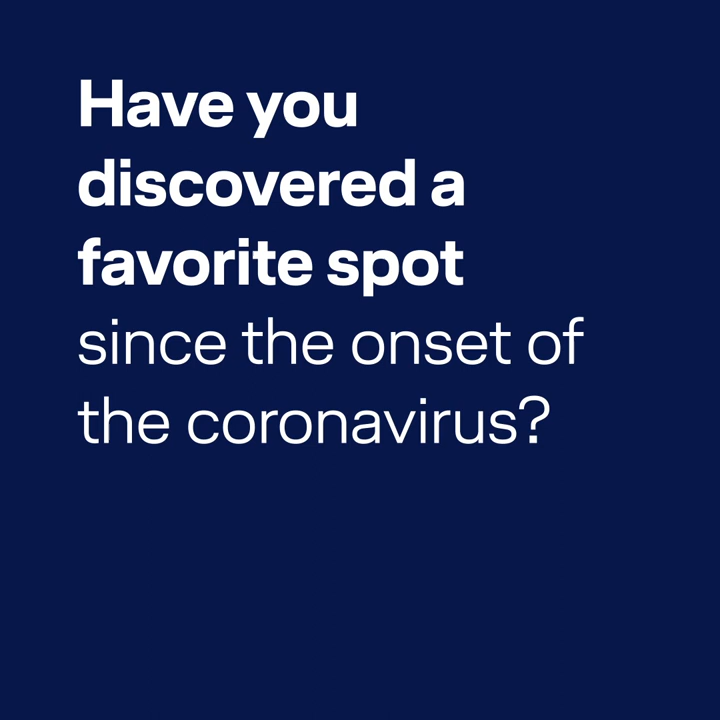 Have you
discovered a
favorite spot
since the onset of
the coronavirus?